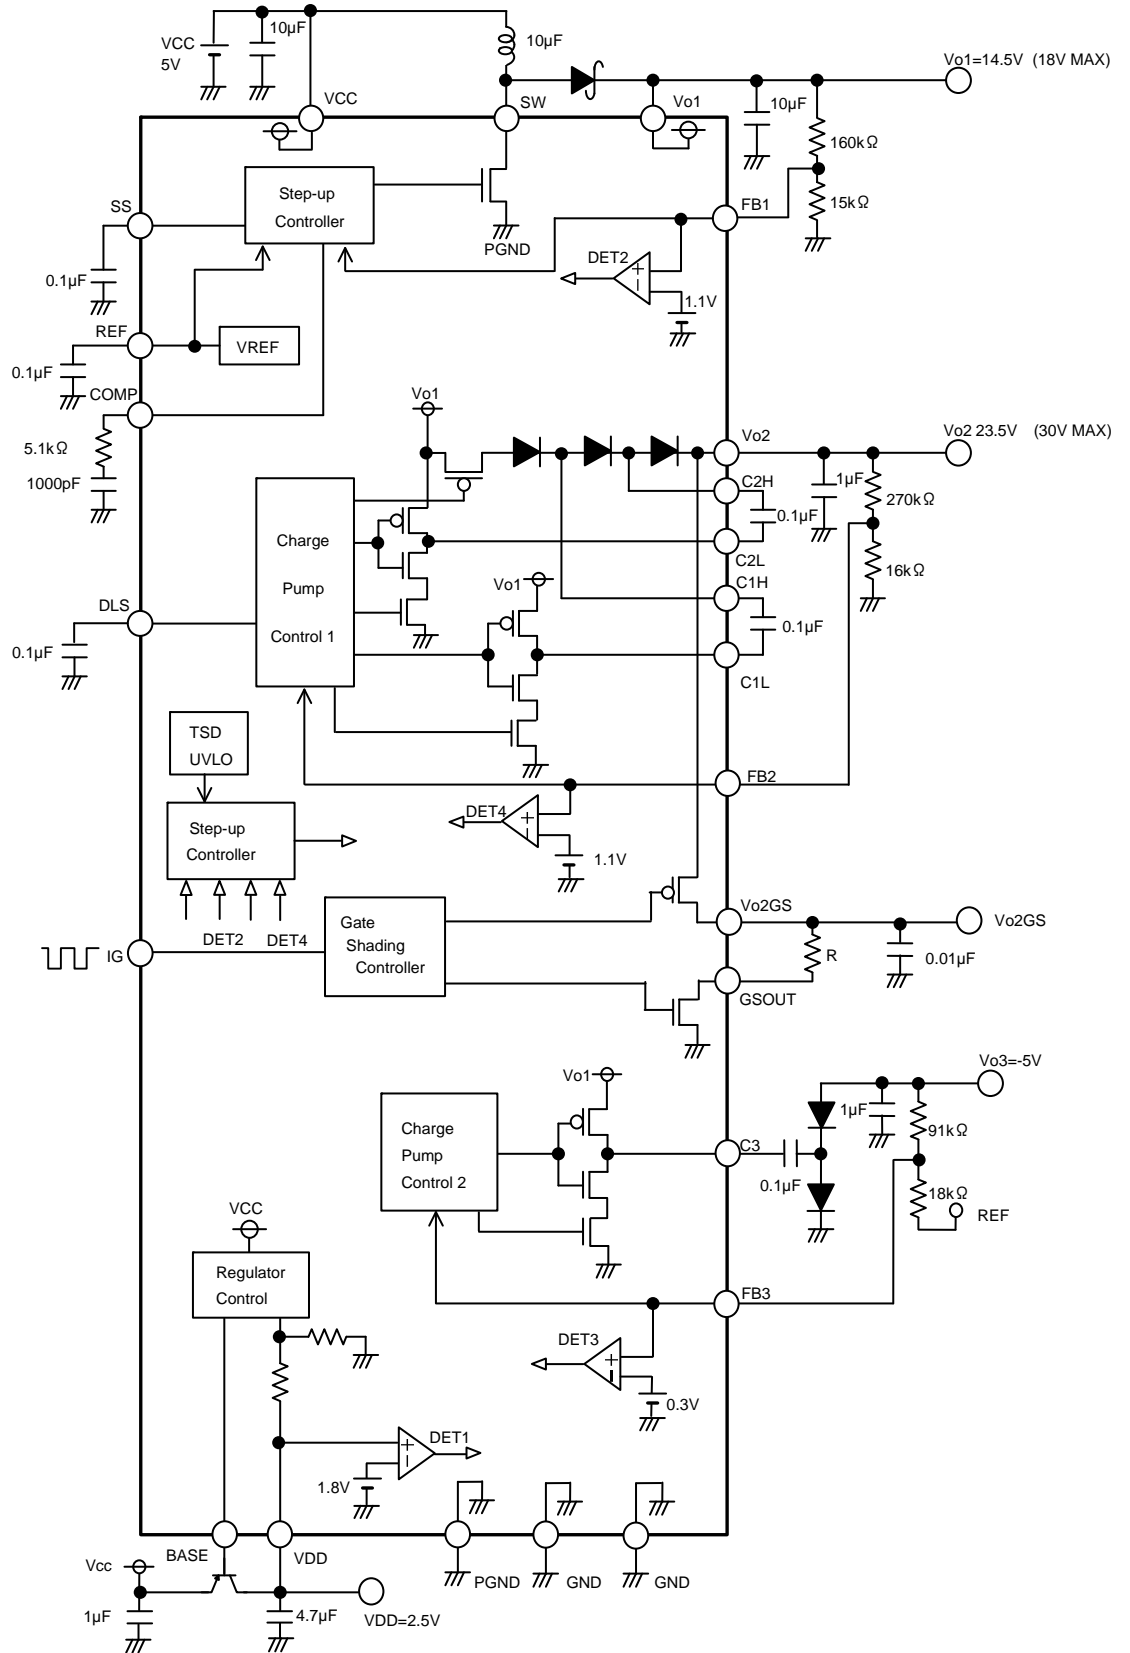 10μF
VCC
5V
10μF
Vo1=14.5V (18V MAX)
VCC
SW
Vo1
10μF
160kΩ
15kΩ
Step-up
Controller
SS
FB1
PGND
DET2
+
−
1.1V
0.1μF
REF
VREF
0.1μF
COMP
Vo1
5.1kΩ
1000pF
Vo2
Vo2 23.5V (30V MAX)
C2H
1μF
270kΩ
0.1μF
C2L
16kΩ
Charge
Pump
Control 1
Vo1
C1H
0.1μF
C1L
DLS
0.1μF
TSD
UVLO
FB2
DET4
+
−
1.1V
Step-up
Controller
DET2
DET4
Gate
Shading
Controller
IG
Vo2GS
Vo2GS
R
0.01μF
GSOUT
Vo3=-5V
Vo1
Charge
Pump
Control 2
1μF
91kΩ
C3
0.1μF
18kΩ
REF
VCC
Regulator
Control
FB3
DET3
+
−
0.3V
DET1
+
−
1.8V
BASE
VDD
Vcc
PGND
GND
GND
1μF
4.7μF
VDD=2.5V